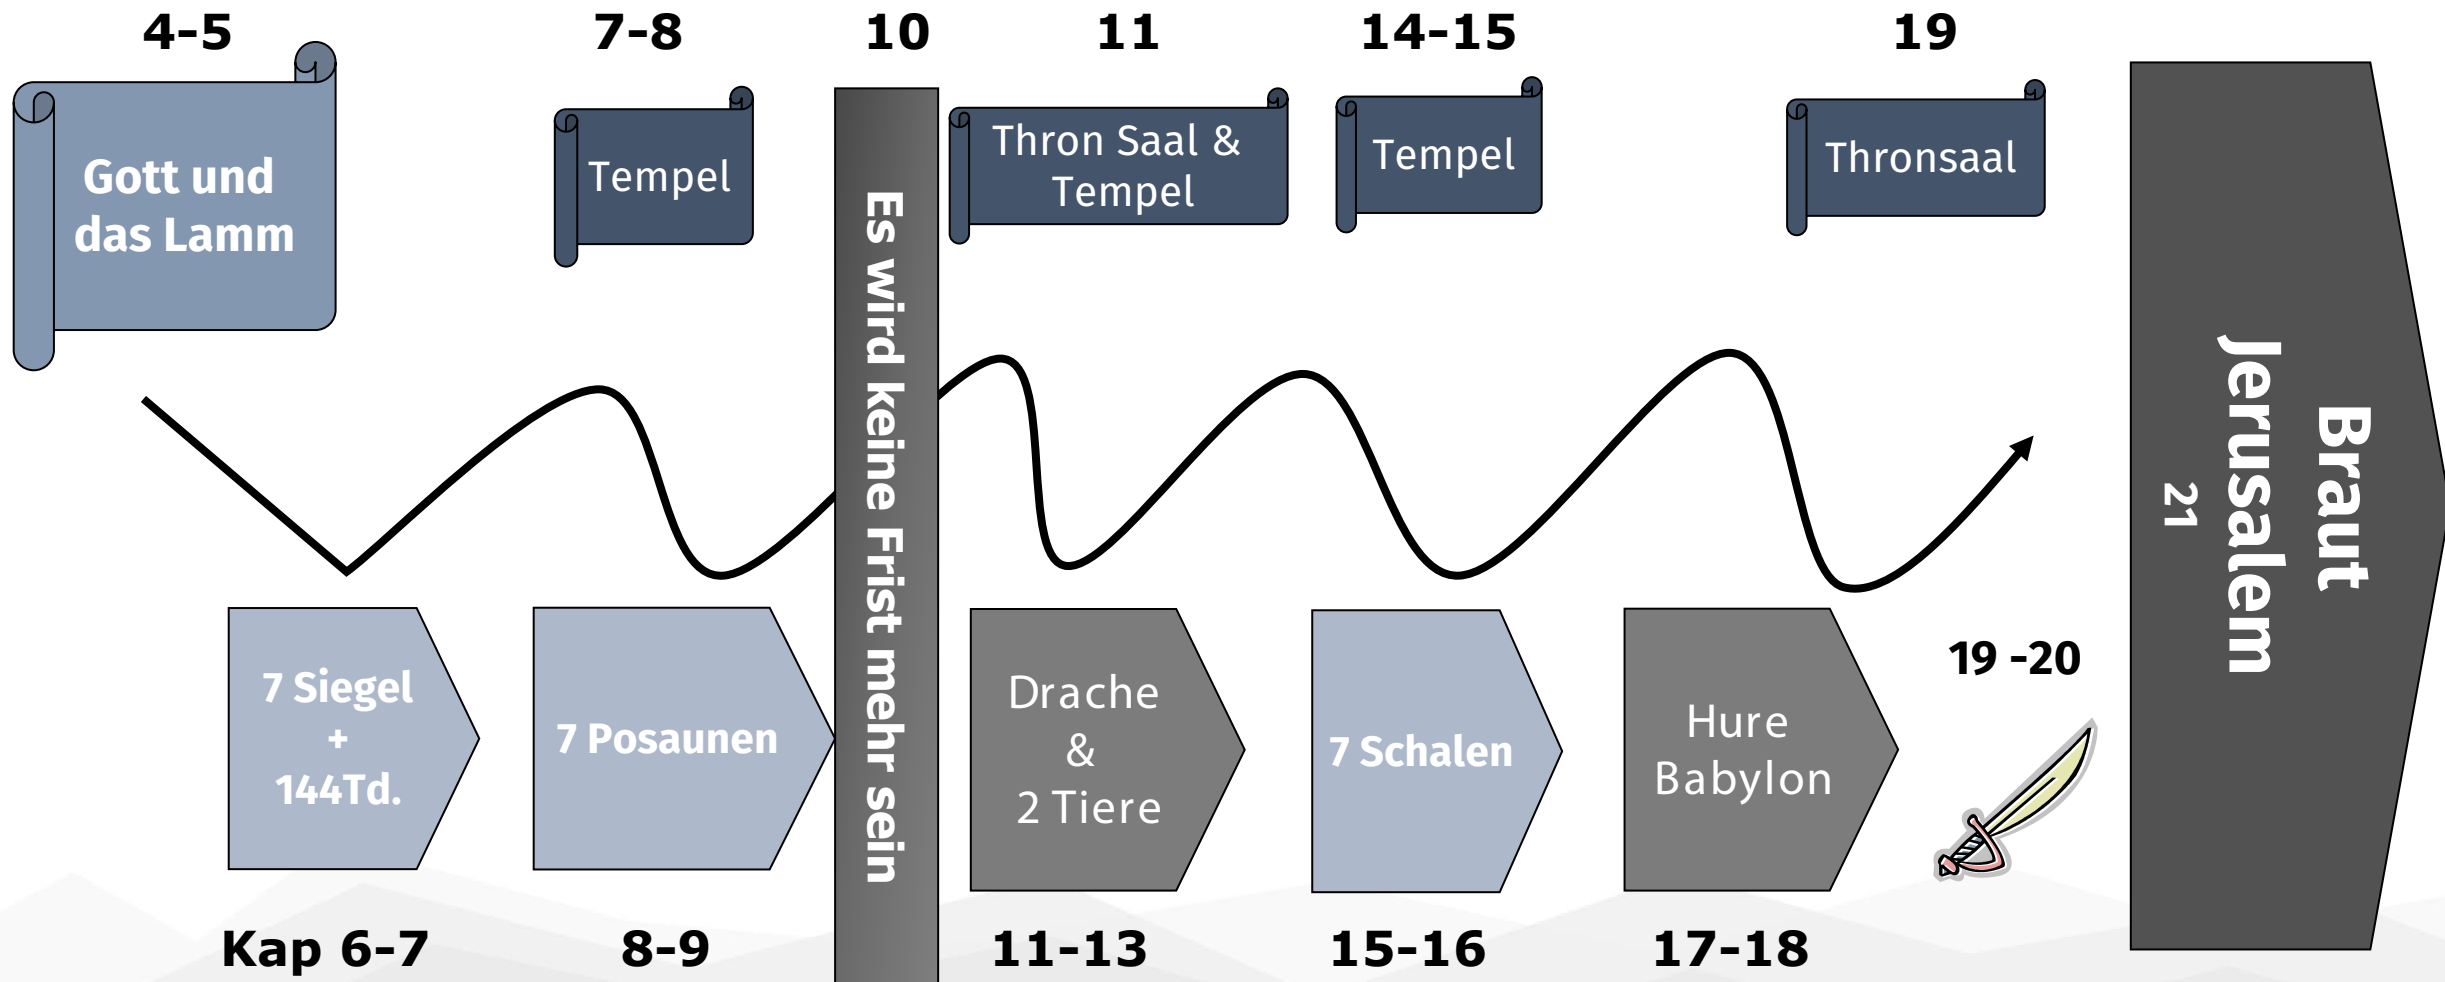 4-5
7-8
10
11
14-15
19
Gott und
das Lamm
Tempel
Thron Saal &
Tempel
Tempel
Thronsaal
Es wird keine Frist mehr sein
Braut
Jerusalem
21
7 Siegel
+
144Td.
7 Posaunen
Drache
&
2 Tiere
7 Schalen
Hure
Babylon
19 -20
Kap 6-7
8-9
11-13
15-16
17-18